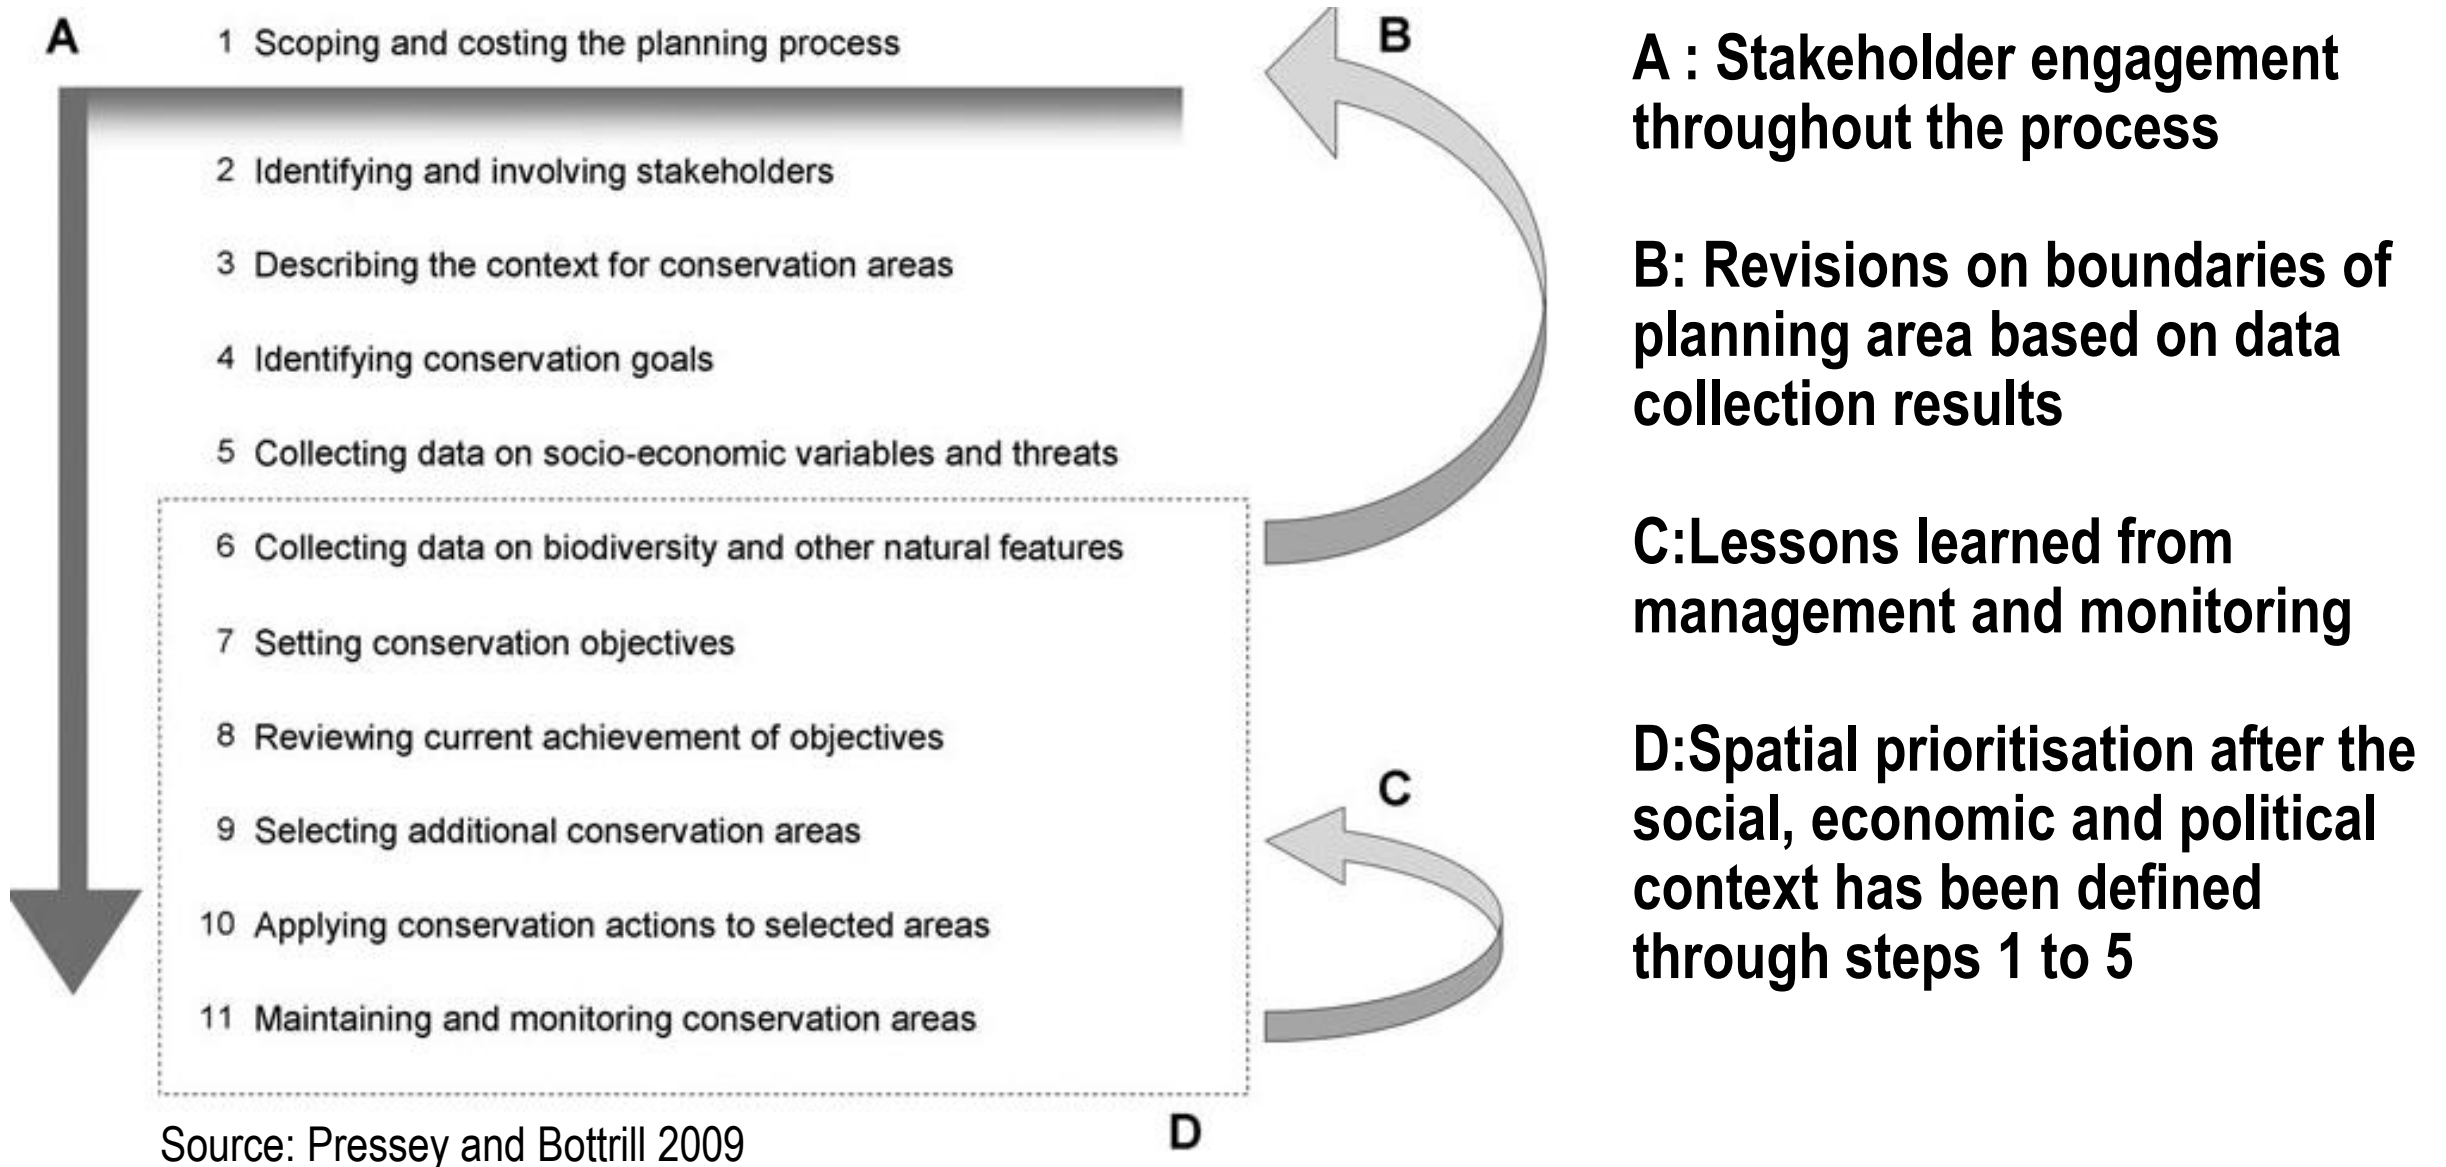 A
1 Scoping and costing the planning process
2 Identifying and involving stakeholders
3 Describing the context for conservation areas
4 Identifying conservation goals
5 Collecting data on socio-economic variables and threats
6 Collecting data on biodiversity and other natural features
7 Setting conservation objectives
8 Reviewing current achievement of objectives
9 Selecting additional conservation areas
10 Applying conservation actions to selected areas
11 Maintaining and monitoring conservation areas
B
C
D
Source: Pressey and Bottrill 2009
A : Stakeholder engagement
throughout the process
B: Revisions on boundaries of
planning area based on data
collection results
C:Lessons learned from
management and monitoring
D:Spatial prioritisation after the
social, economic and political
context has been defined
through steps 1 to 5